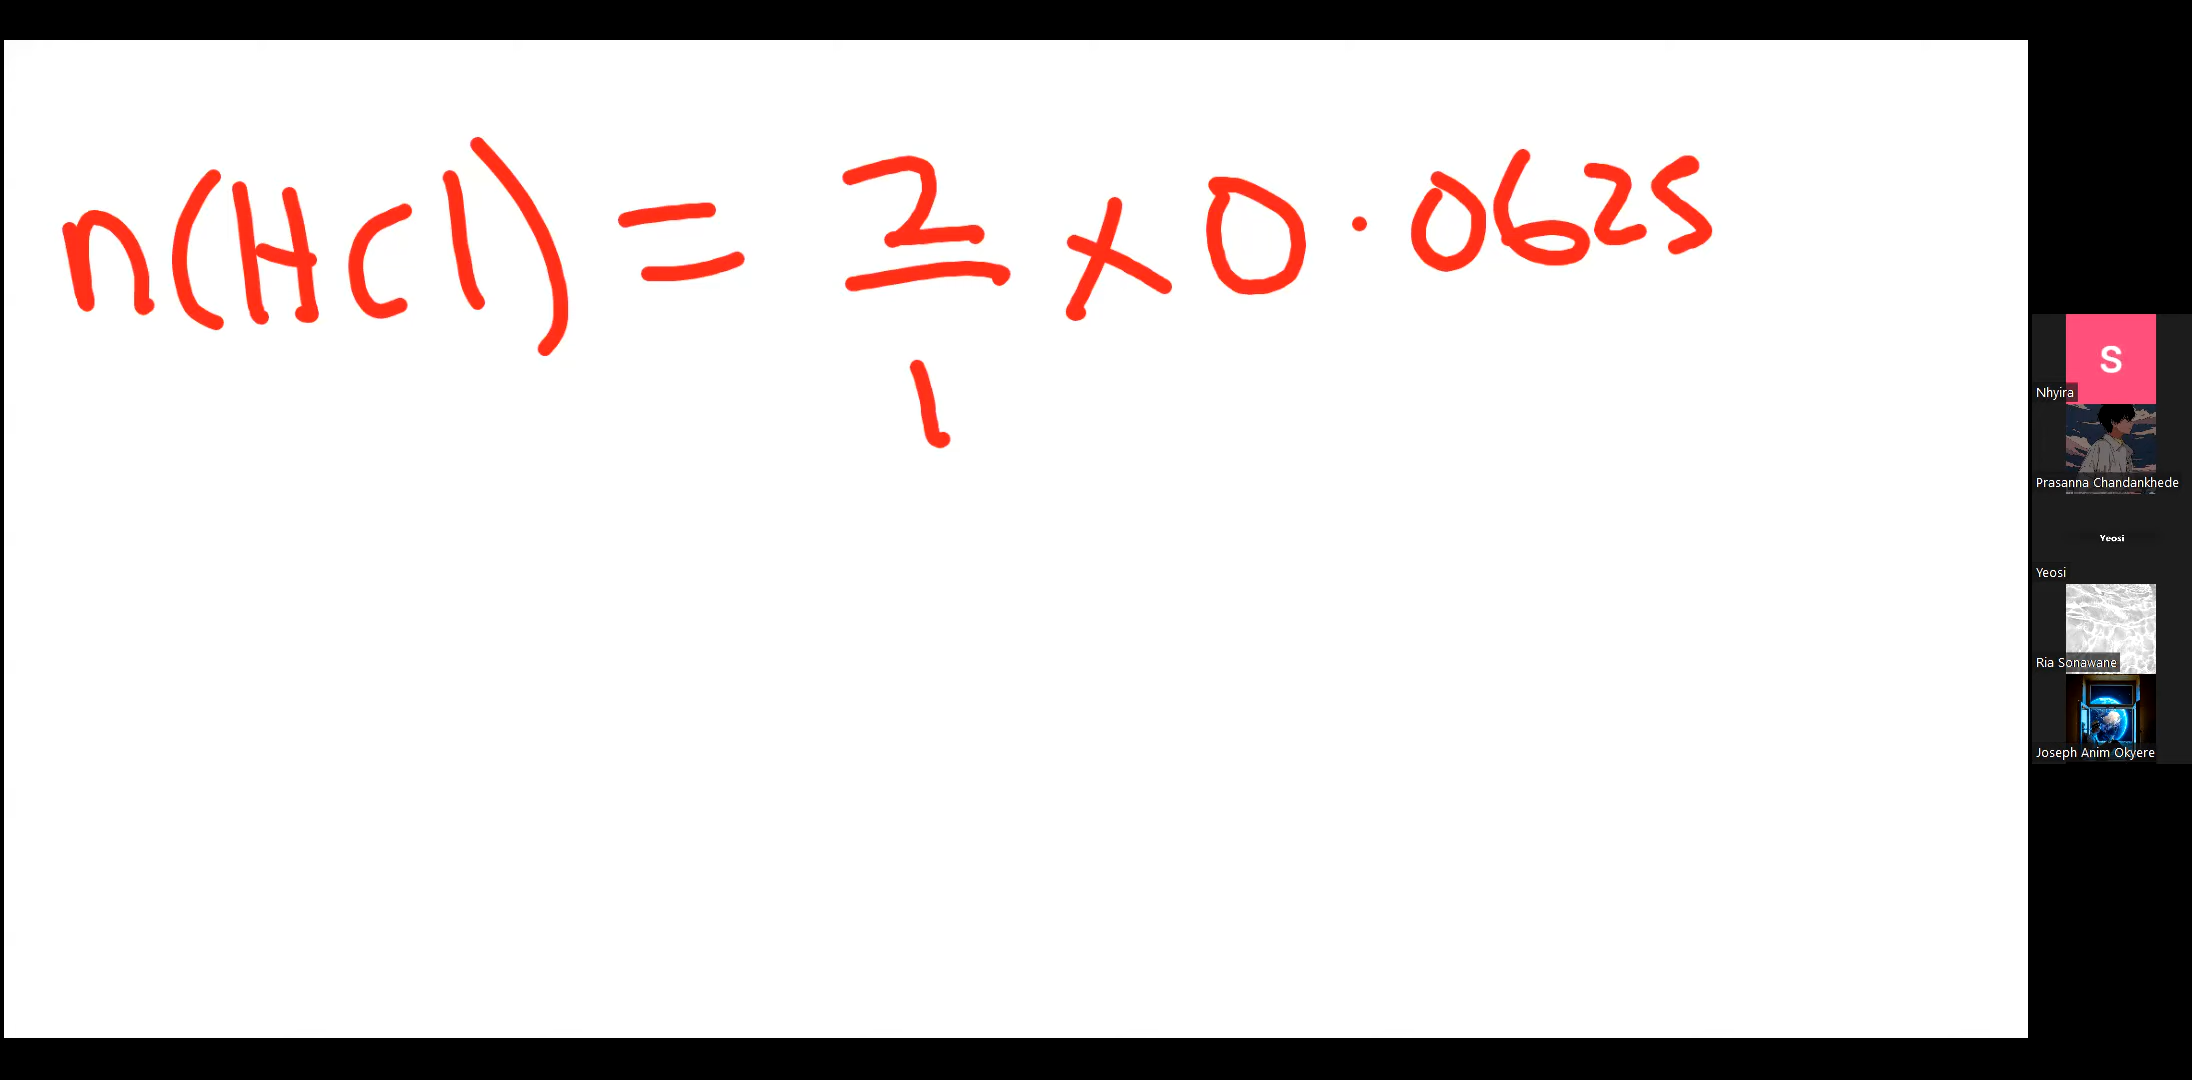 n(HCl) = 2/1 × 0.0625
S
Nhyira
Prasanna Chandankhede
Yeosi
Yeosi
Ria Sonawane
Joseph Anim Okyere